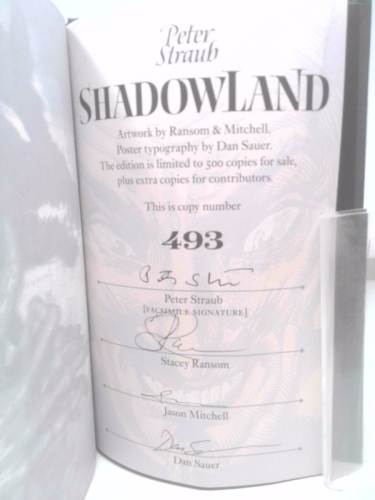 Peter
Straub
SHADOWLAND
Artwork by Ransom & Mitchell.
Poster typography by Dan Sauer.
The edition is limited to 500 copies for sale,
plus extra copies for contributors.
This is copy number
493
Peter Straub
[FACSIMILE SIGNATURE]
Stacey Ransom
Jason Mitchell
Dan Sauer